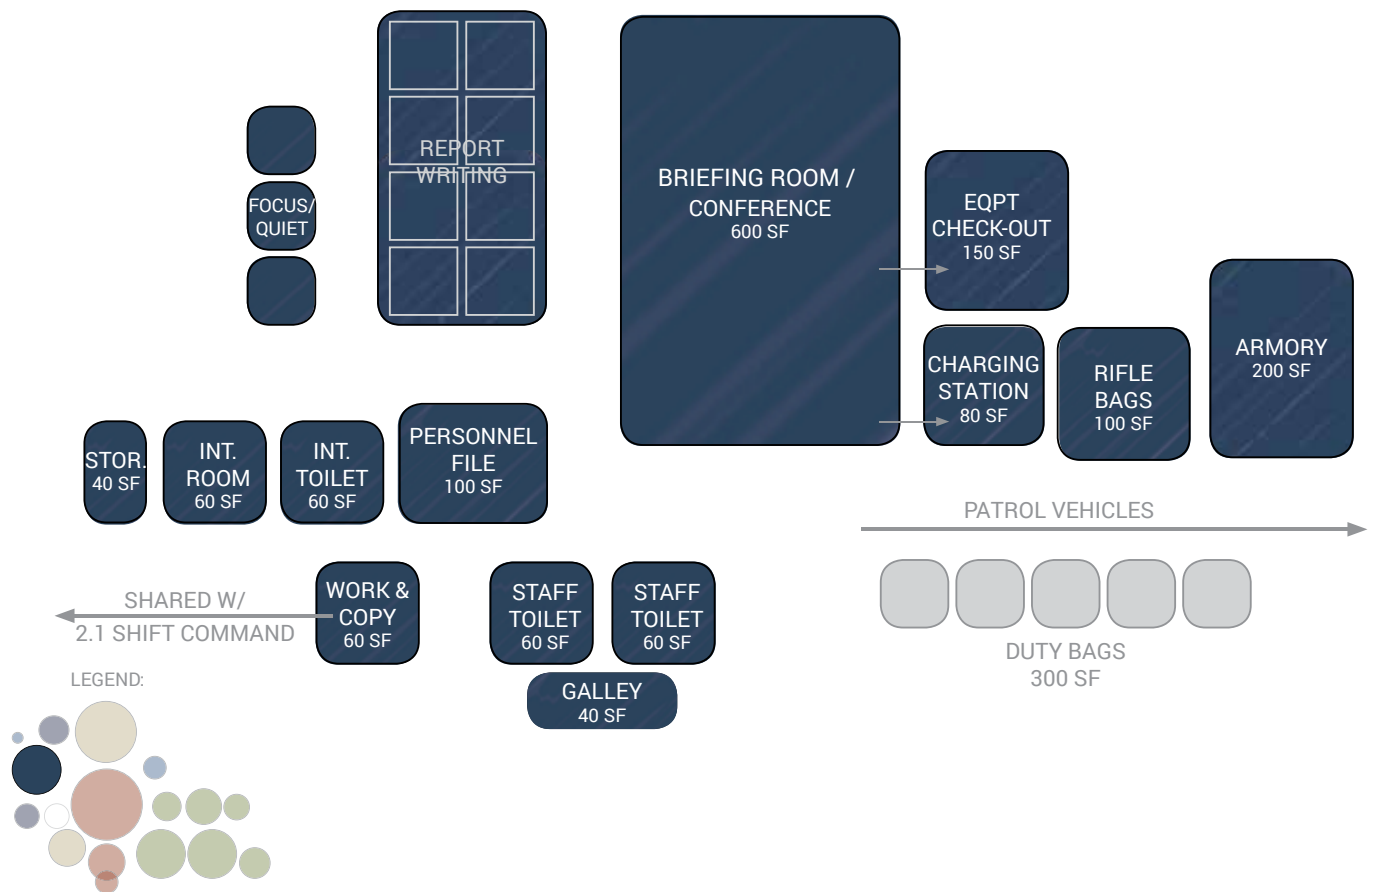 REPORT
WRITING
FOCUS/
QUIET
BRIEFING ROOM /
CONFERENCE
600 SF
EQPT
CHECK-OUT
150 SF
CHARGING
STATION
80 SF
RIFLE
BAGS
100 SF
ARMORY
200 SF
STOR.
40 SF
INT.
ROOM
60 SF
INT.
TOILET
60 SF
PERSONNEL
FILE
100 SF
PATROL VEHICLES
DUTY BAGS
300 SF
SHARED W/
2.1 SHIFT COMMAND
WORK &
COPY
60 SF
STAFF
TOILET
60 SF
STAFF
TOILET
60 SF
GALLEY
40 SF
LEGEND: